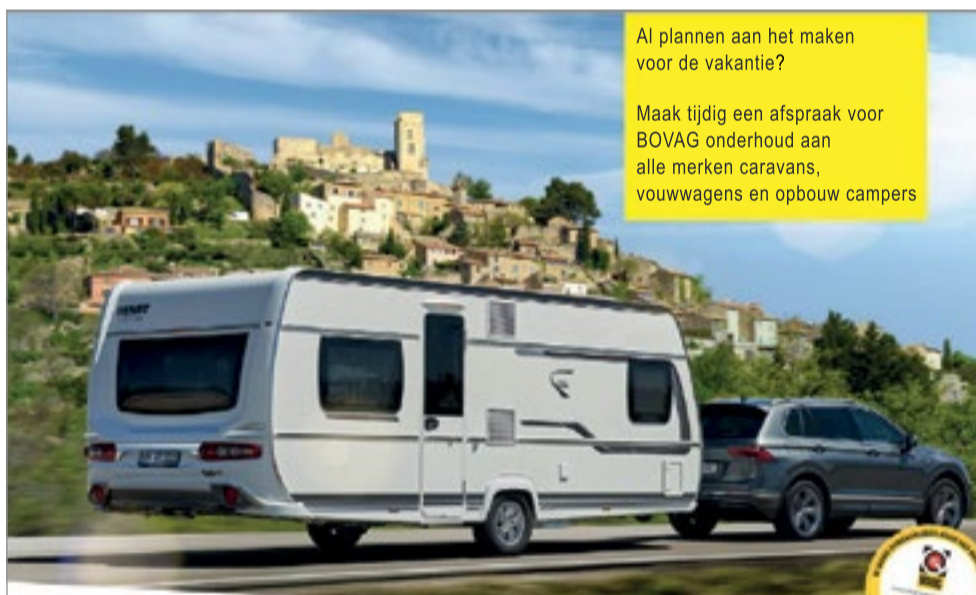 Al plannen aan het maken
voor de vakantie?
Maak tijdig een afspraak voor
BOVAG onderhoud aan
alle merken caravans,
vouwwagens en opbouw campers